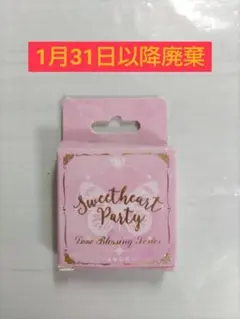 1月31日以降廃棄
Sweetheart
Party
Love Blessing Series